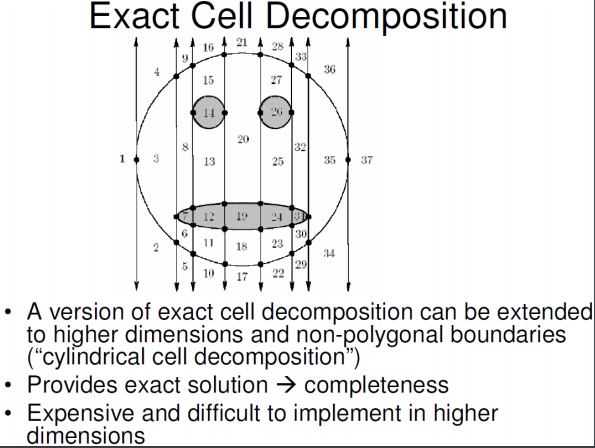 Exact Cell Decomposition
16 21 28
9 33
4 36
15 27
14 26
20
8 32
1 3 13 25 35 37
7 12 19 24 31
6 30
2 11 18 23 34
5 29
10 17 22
• A version of exact cell decomposition can be extended
to higher dimensions and non-polygonal boundaries
(“cylindrical cell decomposition”)
• Provides exact solution → completeness
• Expensive and difficult to implement in higher
dimensions